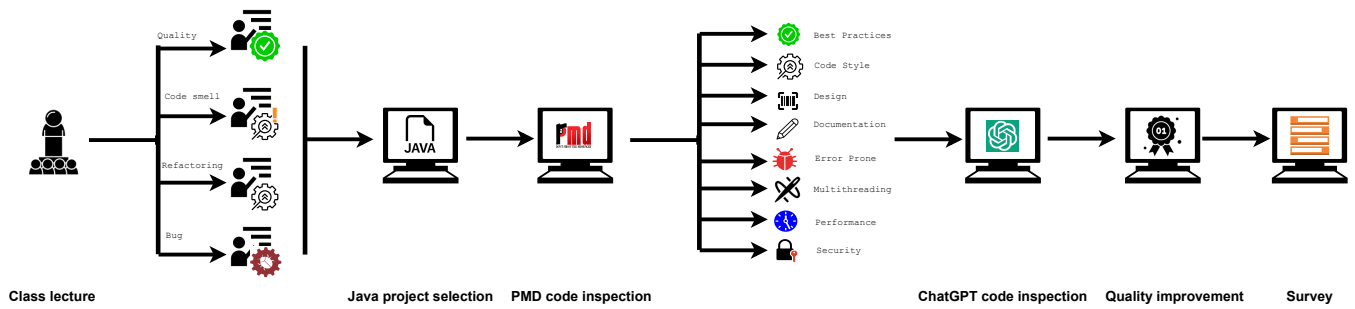 Quality
Code smell
Refactoring
Bug
JAVA
Pmd
01
Best Practices
Code Style
Design
Documentation
Error Prone
Multithreading
Performance
Security
Class lecture
Java project selection
PMD code inspection
ChatGPT code inspection
Quality improvement
Survey